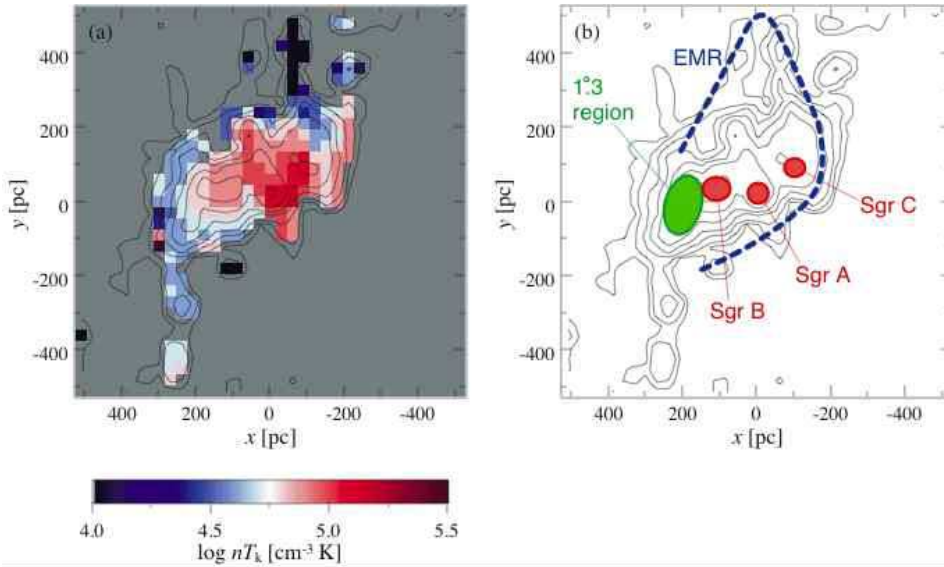 (a)
400
200
0
-200
-400
y [pc]
400 200 0 -200 -400
x [pc]
4.0 4.5 5.0 5.5
log nTk [cm-3 K]
(b)
EMR
1°.3
region
Sgr C
Sgr A
Sgr B
400
200
0
-200
-400
y [pc]
400 200 0 -200 -400
x [pc]